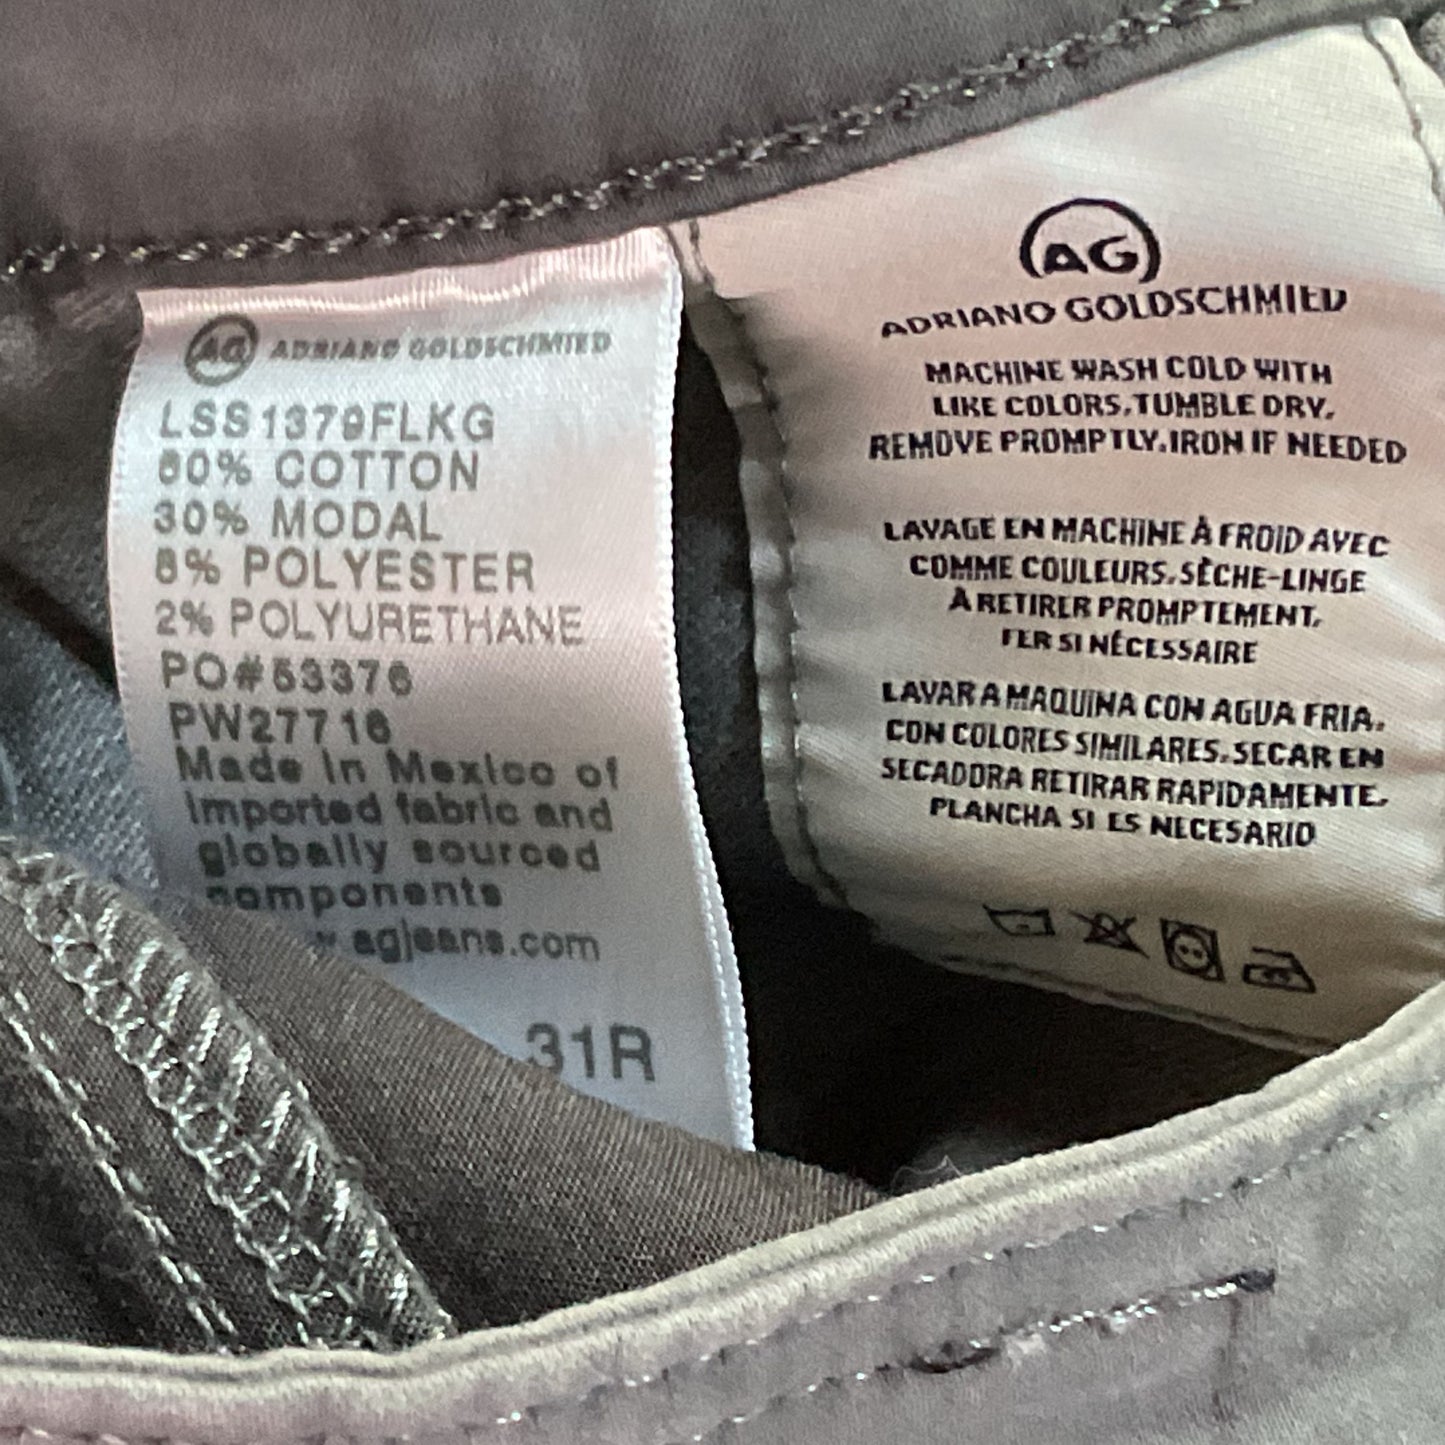 AG ADRIANO GOLDSCHMIED
LSS1379FLKG
60% COTTON
30% MODAL
8% POLYESTER
2% POLYURETHANE
PO#53376
PW27716
Made in Mexico of
imported fabric and
globally sourced
components
agjeans.com
31R
AG
ADRIANO GOLDSCHMIED
MACHINE WASH COLD WITH
LIKE COLORS.TUMBLE DRY.
REMOVE PROMPTLY.IRON IF NEEDED
LAVAGE EN MACHINE À FROID AVEC
COMME COULEURS.SÈCHE-LINGE
À RETIRER PROMPTEMENT.
FER SI NÉCESSAIRE
LAVAR A MAQUINA CON AGUA FRIA.
CON COLORES SIMILARES.SECAR EN
SECADORA RETIRAR RAPIDAMENTE.
PLANCHA SI ES NECESARIO